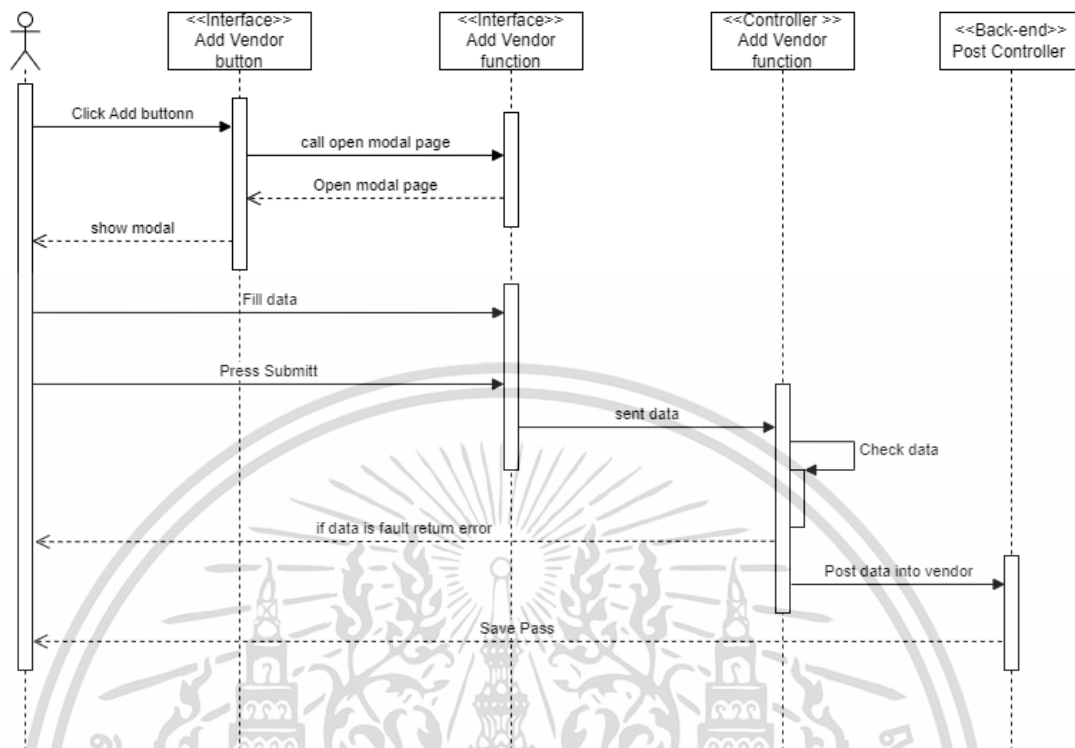 <<Interface>>
Add Vendor
button
<<Interface>>
Add Vendor
function
<<Controller >>
Add Vendor
function
<<Back-end>>
Post Controller
Click Add buttonn
call open modal page
Open modal page
show modal
Fill data
Press Submitt
sent data
Check data
if data is fault return error
Post data into vendor
Save Pass